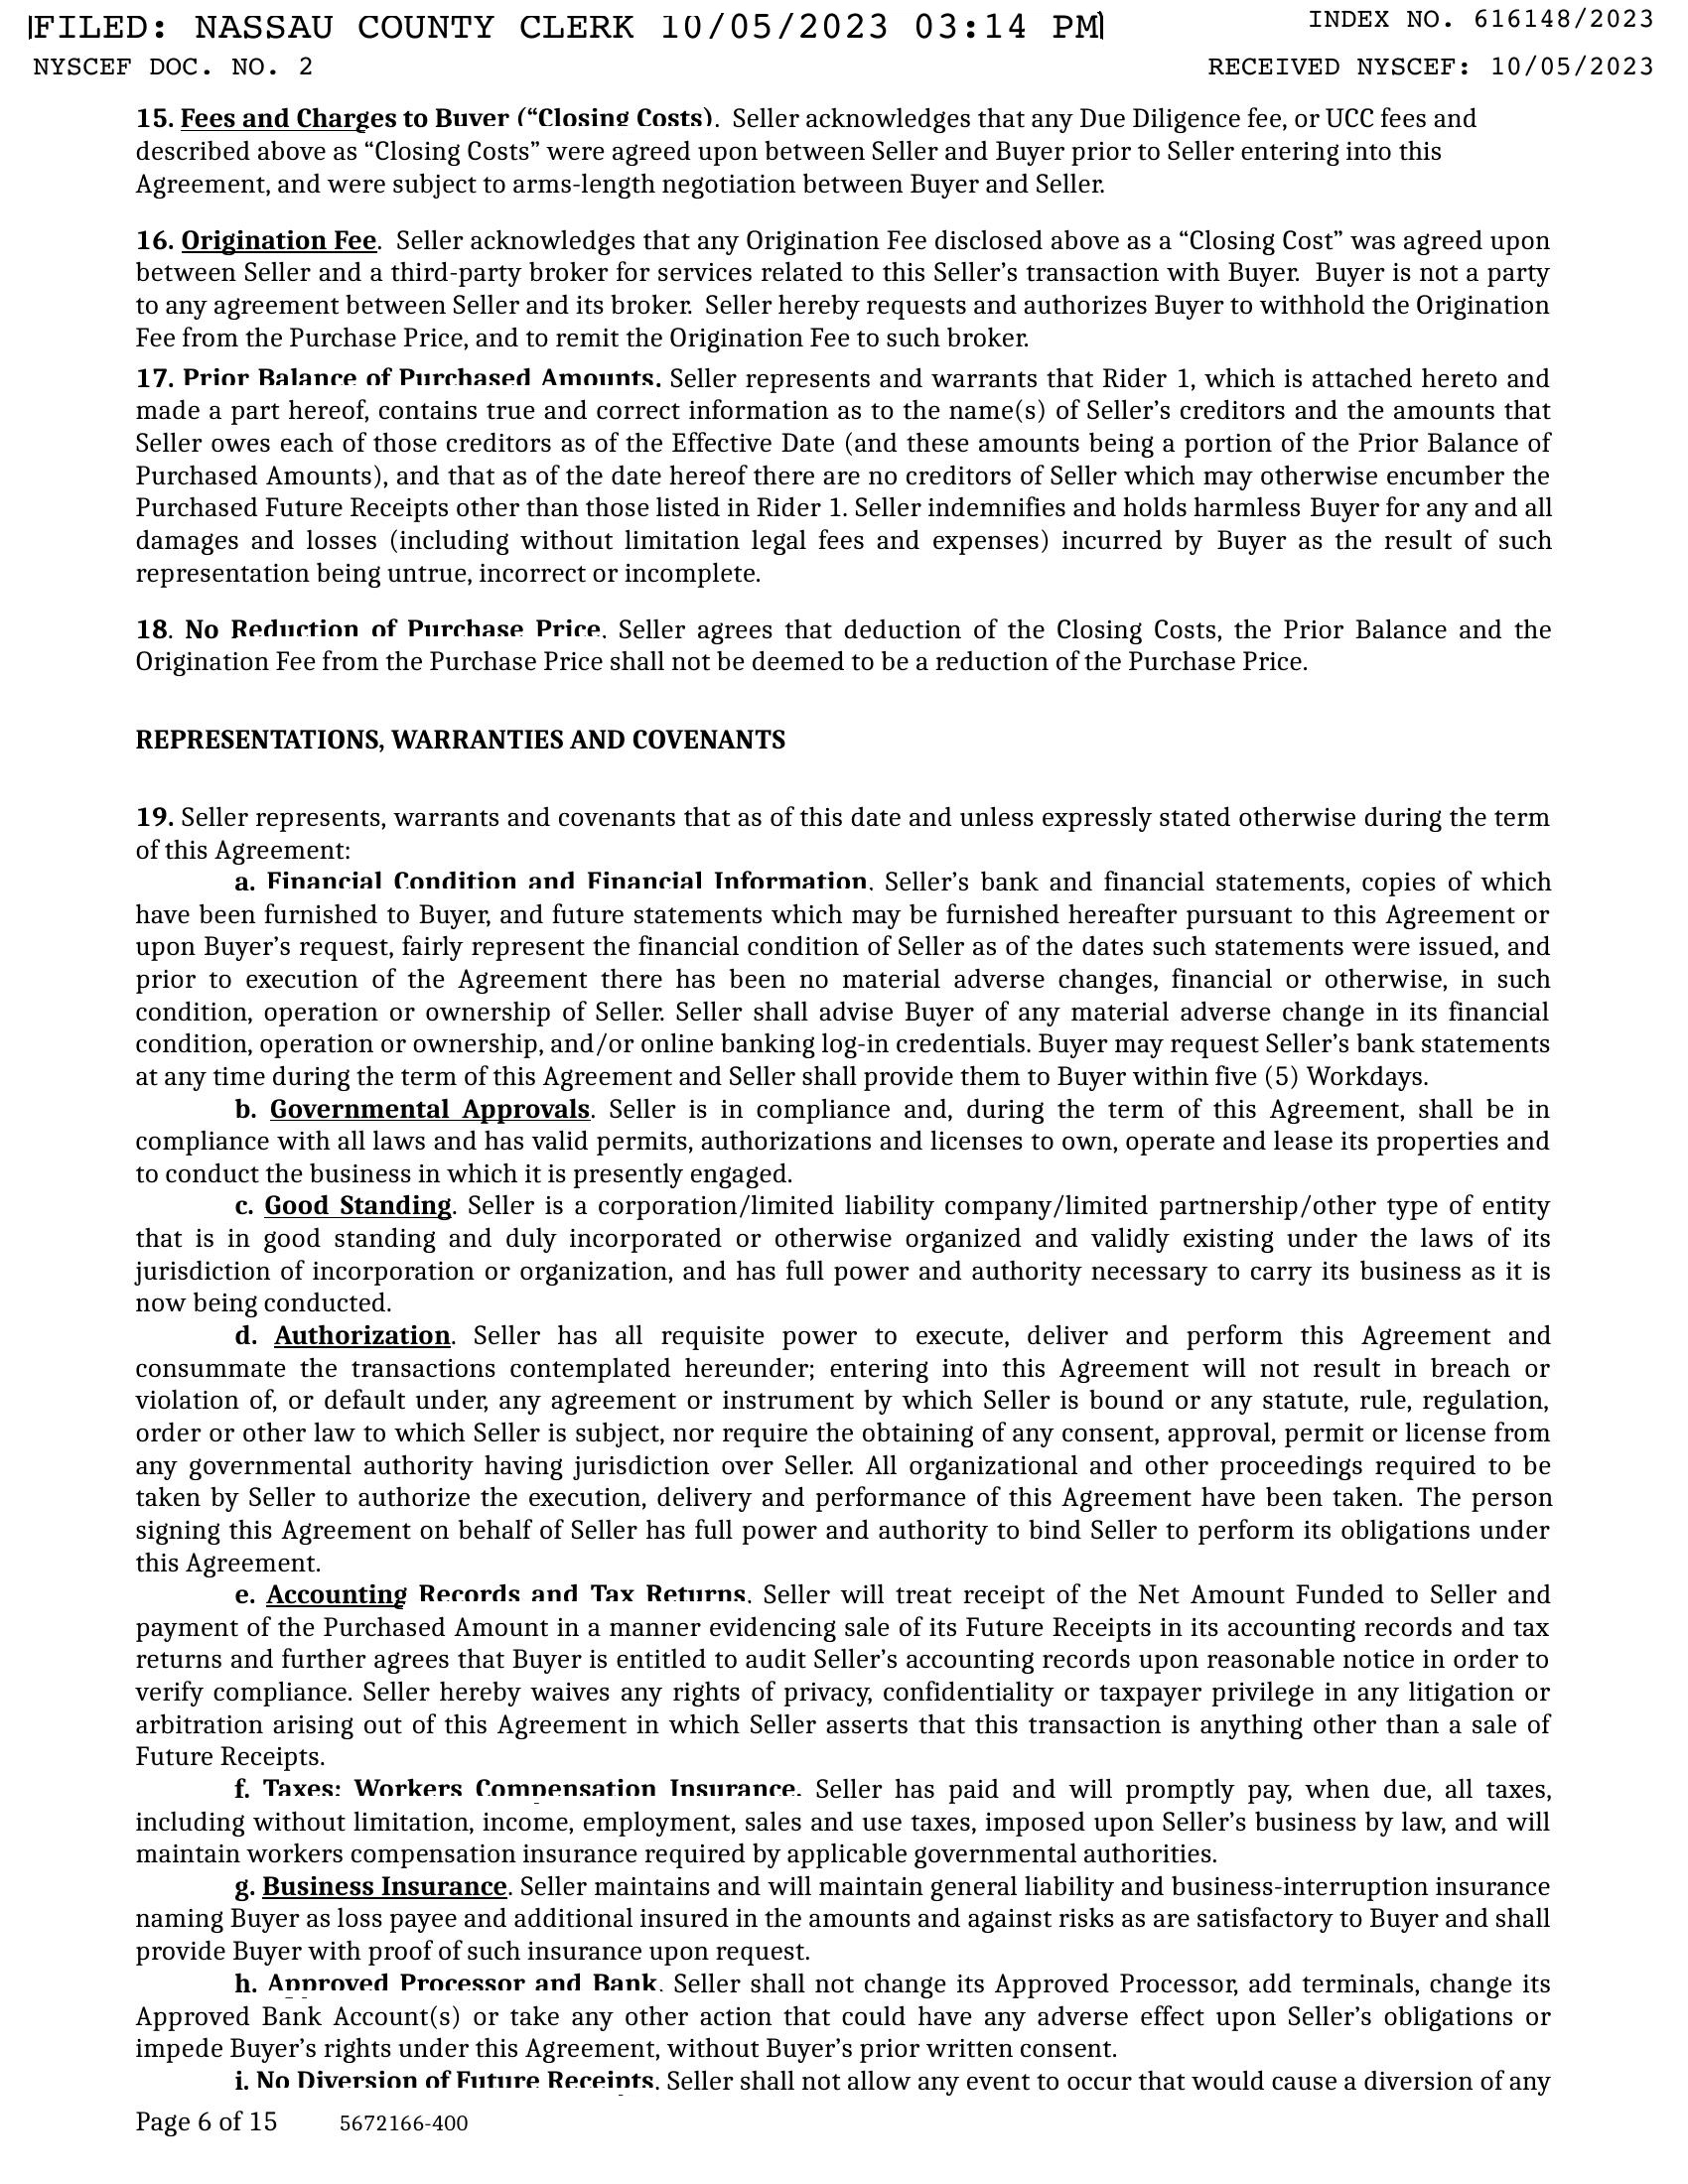 FILED: NASSAU COUNTY CLERK 10/05/2023 03:14 PM
INDEX NO. 616148/2023
NYSCEF DOC. NO. 2
RECEIVED NYSCEF: 10/05/2023
15. Fees and Charges to Buyer (“Closing Costs). Seller acknowledges that any Due Diligence fee, or UCC fees and
described above as “Closing Costs” were agreed upon between Seller and Buyer prior to Seller entering into this
Agreement, and were subject to arms-length negotiation between Buyer and Seller.
16. Origination Fee. Seller acknowledges that any Origination Fee disclosed above as a “Closing Cost” was agreed upon
between Seller and a third-party broker for services related to this Seller’s transaction with Buyer. Buyer is not a party
to any agreement between Seller and its broker. Seller hereby requests and authorizes Buyer to withhold the Origination
Fee from the Purchase Price, and to remit the Origination Fee to such broker.
17. Prior Balance of Purchased Amounts. Seller represents and warrants that Rider 1, which is attached hereto and
made a part hereof, contains true and correct information as to the name(s) of Seller’s creditors and the amounts that
Seller owes each of those creditors as of the Effective Date (and these amounts being a portion of the Prior Balance of
Purchased Amounts), and that as of the date hereof there are no creditors of Seller which may otherwise encumber the
Purchased Future Receipts other than those listed in Rider 1. Seller indemnifies and holds harmless Buyer for any and all
damages and losses (including without limitation legal fees and expenses) incurred by Buyer as the result of such
representation being untrue, incorrect or incomplete.
18. No Reduction of Purchase Price. Seller agrees that deduction of the Closing Costs, the Prior Balance and the
Origination Fee from the Purchase Price shall not be deemed to be a reduction of the Purchase Price.
REPRESENTATIONS, WARRANTIES AND COVENANTS
19. Seller represents, warrants and covenants that as of this date and unless expressly stated otherwise during the term
of this Agreement:
a. Financial Condition and Financial Information. Seller’s bank and financial statements, copies of which
have been furnished to Buyer, and future statements which may be furnished hereafter pursuant to this Agreement or
upon Buyer’s request, fairly represent the financial condition of Seller as of the dates such statements were issued, and
prior to execution of the Agreement there has been no material adverse changes, financial or otherwise, in such
condition, operation or ownership of Seller. Seller shall advise Buyer of any material adverse change in its financial
condition, operation or ownership, and/or online banking log-in credentials. Buyer may request Seller’s bank statements
at any time during the term of this Agreement and Seller shall provide them to Buyer within five (5) Workdays.
b. Governmental Approvals. Seller is in compliance and, during the term of this Agreement, shall be in
compliance with all laws and has valid permits, authorizations and licenses to own, operate and lease its properties and
to conduct the business in which it is presently engaged.
c. Good Standing. Seller is a corporation/limited liability company/limited partnership/other type of entity
that is in good standing and duly incorporated or otherwise organized and validly existing under the laws of its
jurisdiction of incorporation or organization, and has full power and authority necessary to carry its business as it is
now being conducted.
d. Authorization. Seller has all requisite power to execute, deliver and perform this Agreement and
consummate the transactions contemplated hereunder; entering into this Agreement will not result in breach or
violation of, or default under, any agreement or instrument by which Seller is bound or any statute, rule, regulation,
order or other law to which Seller is subject, nor require the obtaining of any consent, approval, permit or license from
any governmental authority having jurisdiction over Seller. All organizational and other proceedings required to be
taken by Seller to authorize the execution, delivery and performance of this Agreement have been taken. The person
signing this Agreement on behalf of Seller has full power and authority to bind Seller to perform its obligations under
this Agreement.
e. Accounting Records and Tax Returns. Seller will treat receipt of the Net Amount Funded to Seller and
payment of the Purchased Amount in a manner evidencing sale of its Future Receipts in its accounting records and tax
returns and further agrees that Buyer is entitled to audit Seller’s accounting records upon reasonable notice in order to
verify compliance. Seller hereby waives any rights of privacy, confidentiality or taxpayer privilege in any litigation or
arbitration arising out of this Agreement in which Seller asserts that this transaction is anything other than a sale of
Future Receipts.
f. Taxes; Workers Compensation Insurance. Seller has paid and will promptly pay, when due, all taxes,
including without limitation, income, employment, sales and use taxes, imposed upon Seller’s business by law, and will
maintain workers compensation insurance required by applicable governmental authorities.
g. Business Insurance. Seller maintains and will maintain general liability and business-interruption insurance
naming Buyer as loss payee and additional insured in the amounts and against risks as are satisfactory to Buyer and shall
provide Buyer with proof of such insurance upon request.
h. Approved Processor and Bank. Seller shall not change its Approved Processor, add terminals, change its
Approved Bank Account(s) or take any other action that could have any adverse effect upon Seller’s obligations or
impede Buyer’s rights under this Agreement, without Buyer’s prior written consent.
i. No Diversion of Future Receipts. Seller shall not allow any event to occur that would cause a diversion of any
Page 6 of 15 5672166-400